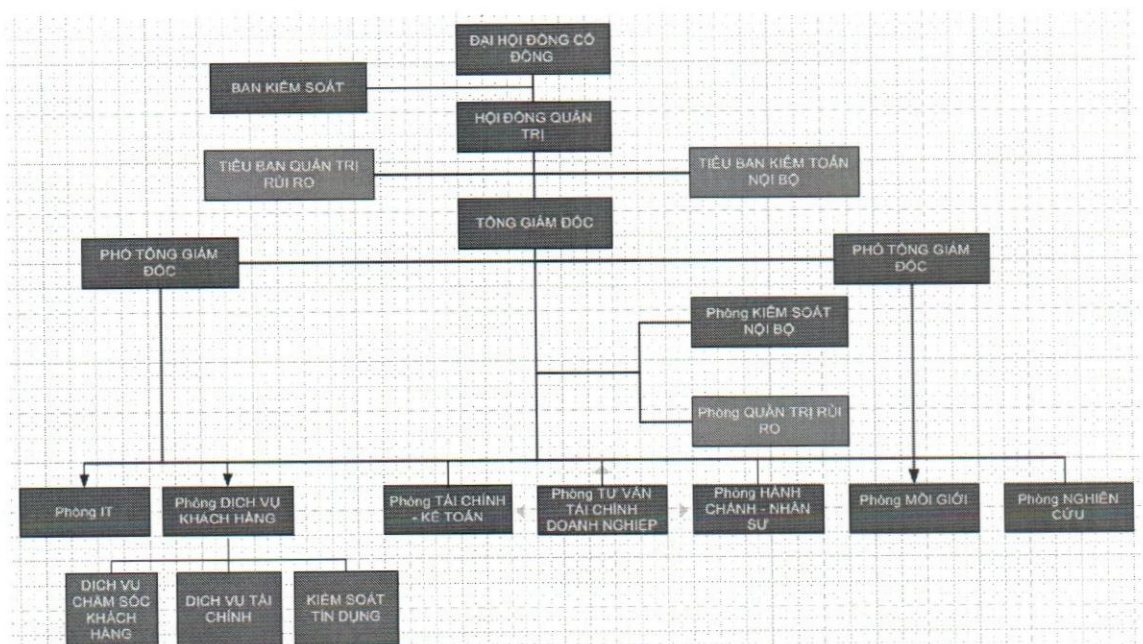 ĐẠI HỘI ĐỒNG CỔ
ĐÔNG
BAN KIỂM SOÁT
HỘI ĐỒNG QUẢN
TRỊ
TIỂU BAN QUẢN TRỊ
RỦI RO
TIỂU BAN KIỂM TOÁN
NỘI BỘ
TỔNG GIÁM ĐỐC
PHÓ TỔNG GIÁM
ĐỐC
PHÓ TỔNG GIÁM
ĐỐC
Phòng KIỂM SOÁT
NỘI BỘ
Phòng QUẢN TRỊ RỦI
RO
Phòng IT
Phòng DỊCH VỤ
KHÁCH HÀNG
Phòng TÀI CHÍNH
- KẾ TOÁN
Phòng TƯ VẤN
TÀI CHÍNH
DOANH NGHIỆP
Phòng HÀNH
CHÁNH - NHÂN
SỰ
Phòng MÔI GIỚI
Phòng NGHIÊN
CỨU
DỊCH VỤ
CHĂM SÓC
KHÁCH
HÀNG
DỊCH VỤ TÀI
CHÍNH
KIỂM SOÁT
TÍN DỤNG